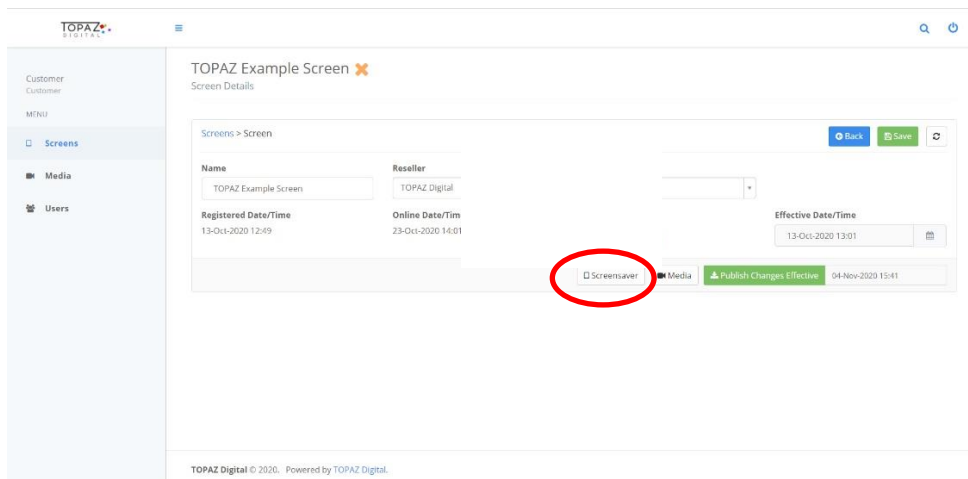 TOPAZ
DIGITAL
Customer
Customer
MENU
Screens
Media
Users
TOPAZ Example Screen
Screen Details
Screens > Screen
Back
Save
Name
Reseller
TOPAZ Example Screen
TOPAZ Digital
Registered Date/Time
Online Date/Tim
Effective Date/Time
13-Oct-2020 12:49
23-Oct-2020 14:01
13-Oct-2020 13:01
Screensaver
Media
Publish Changes Effective
04-Nov-2020 15:41
TOPAZ Digital © 2020. Powered by TOPAZ Digital.